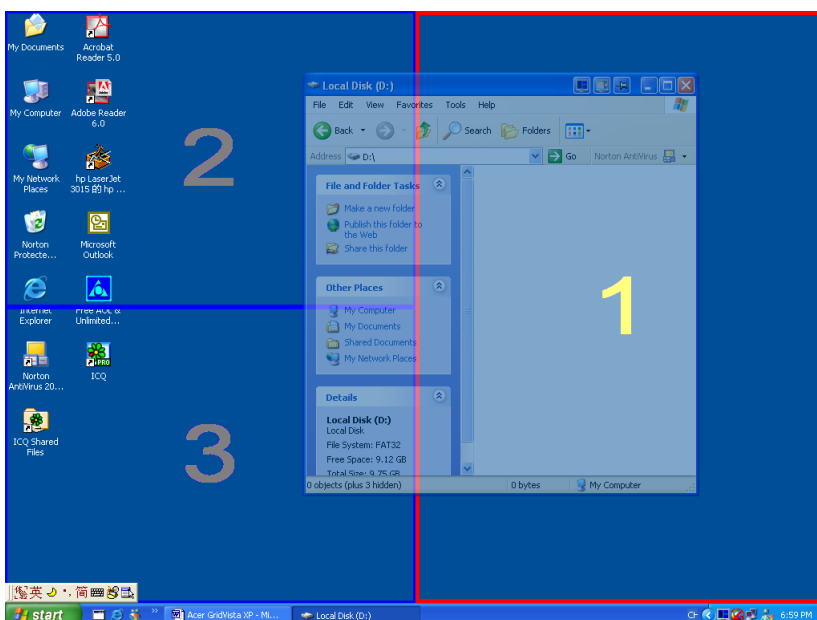 My Documents
Acrobat
Reader 5.0
My Computer
Adobe Reader
6.0
My Network
Places
hp LaserJet
3015 的 hp ...
Norton
Protecte...
Microsoft
Outlook
Internet
Explorer
Free AOL &
Unlimited...
Norton
AntiVirus 20...
ICQ
ICQ Shared
Files
2
3
1
Local Disk (D:)
File Edit View Favorites Tools Help
Back Search Folders
Address D:\ Go Norton AntiVirus
File and Folder Tasks
Make a new folder
Publish this folder to
the Web
Share this folder
Other Places
My Computer
My Documents
Shared Documents
My Network Places
Details
Local Disk (D:)
Local Disk
File System: FAT32
Free Space: 9.12 GB
Total Size: 9.75 GB
0 objects (plus 3 hidden) 0 bytes My Computer
英 简
start Acer GridVista XP - Mi... Local Disk (D:) CH 6:59 PM